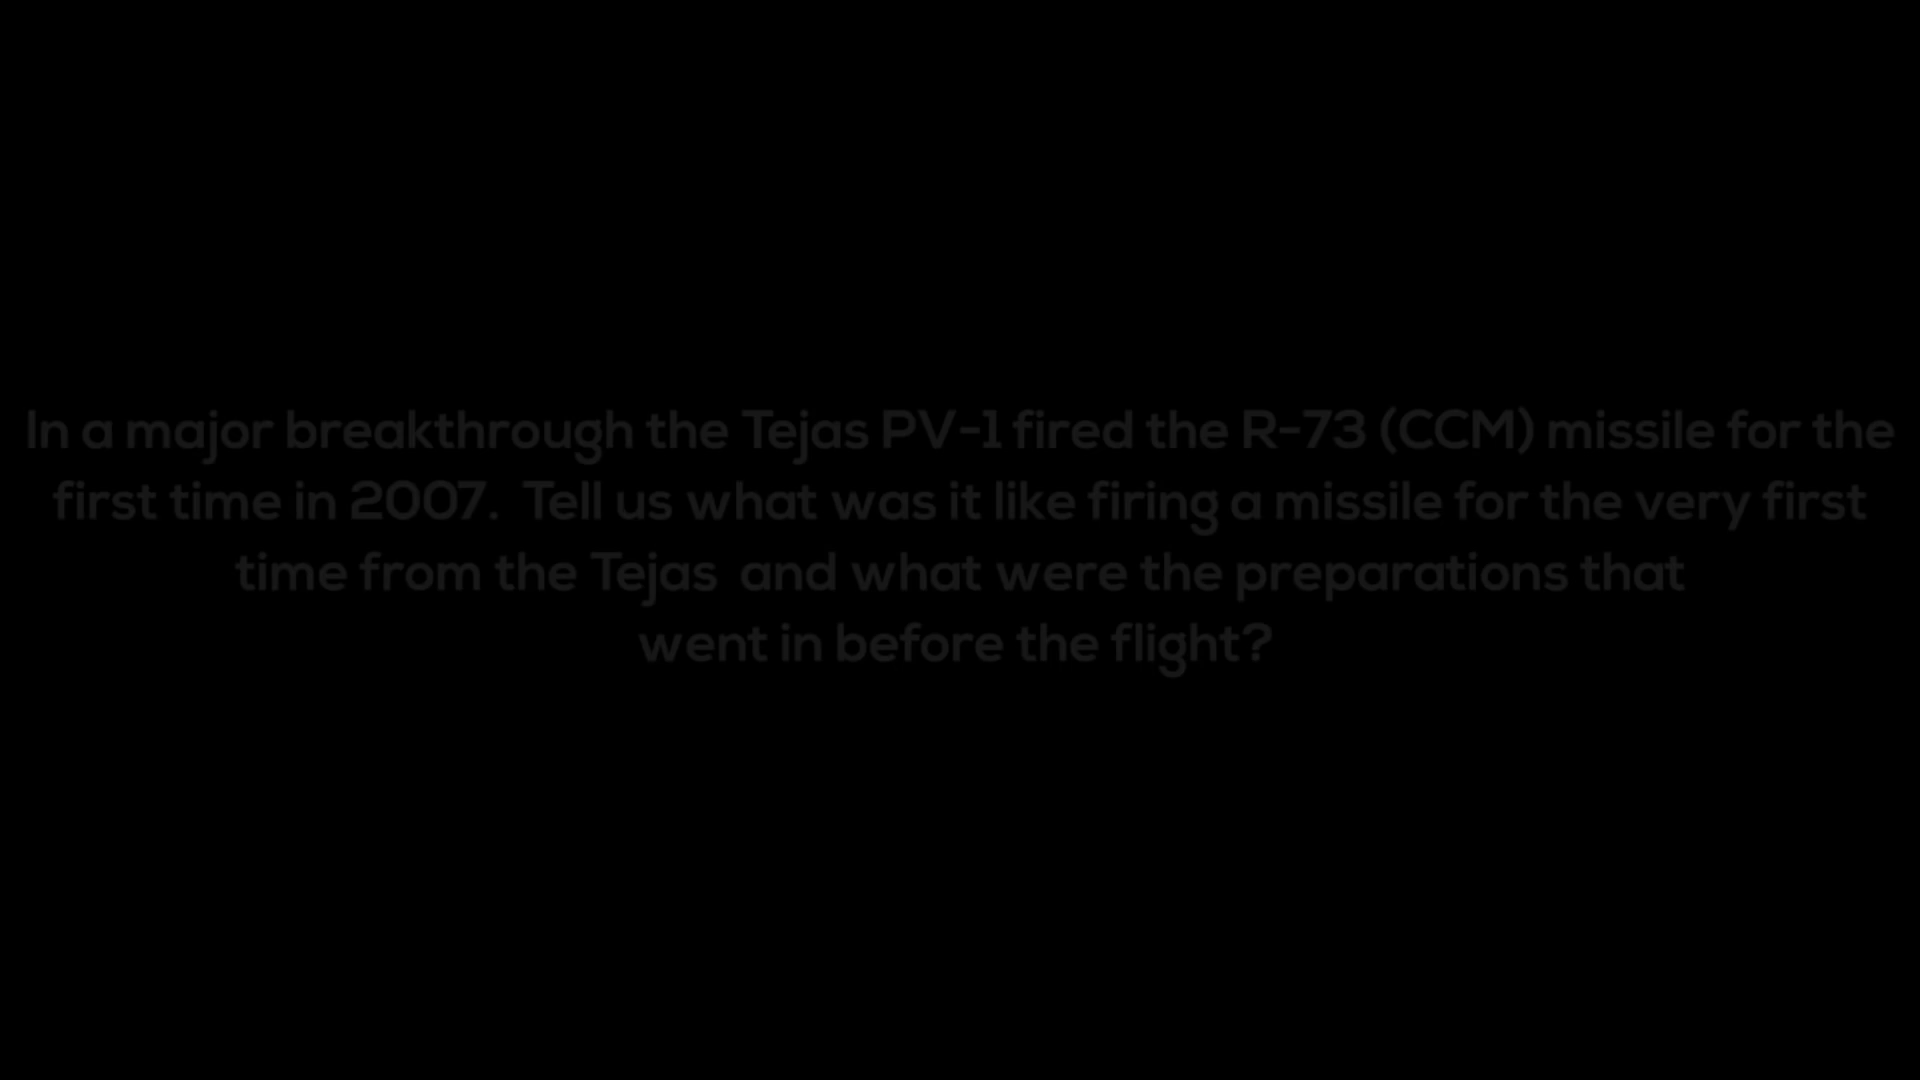 In a major breakthrough the Tejas PV-1 fired the R-73 (CCM) missile for the
first time in 2007.  Tell us what was it like firing a missile for the very first
time from the Tejas  and what were the preparations that
went in before the flight?